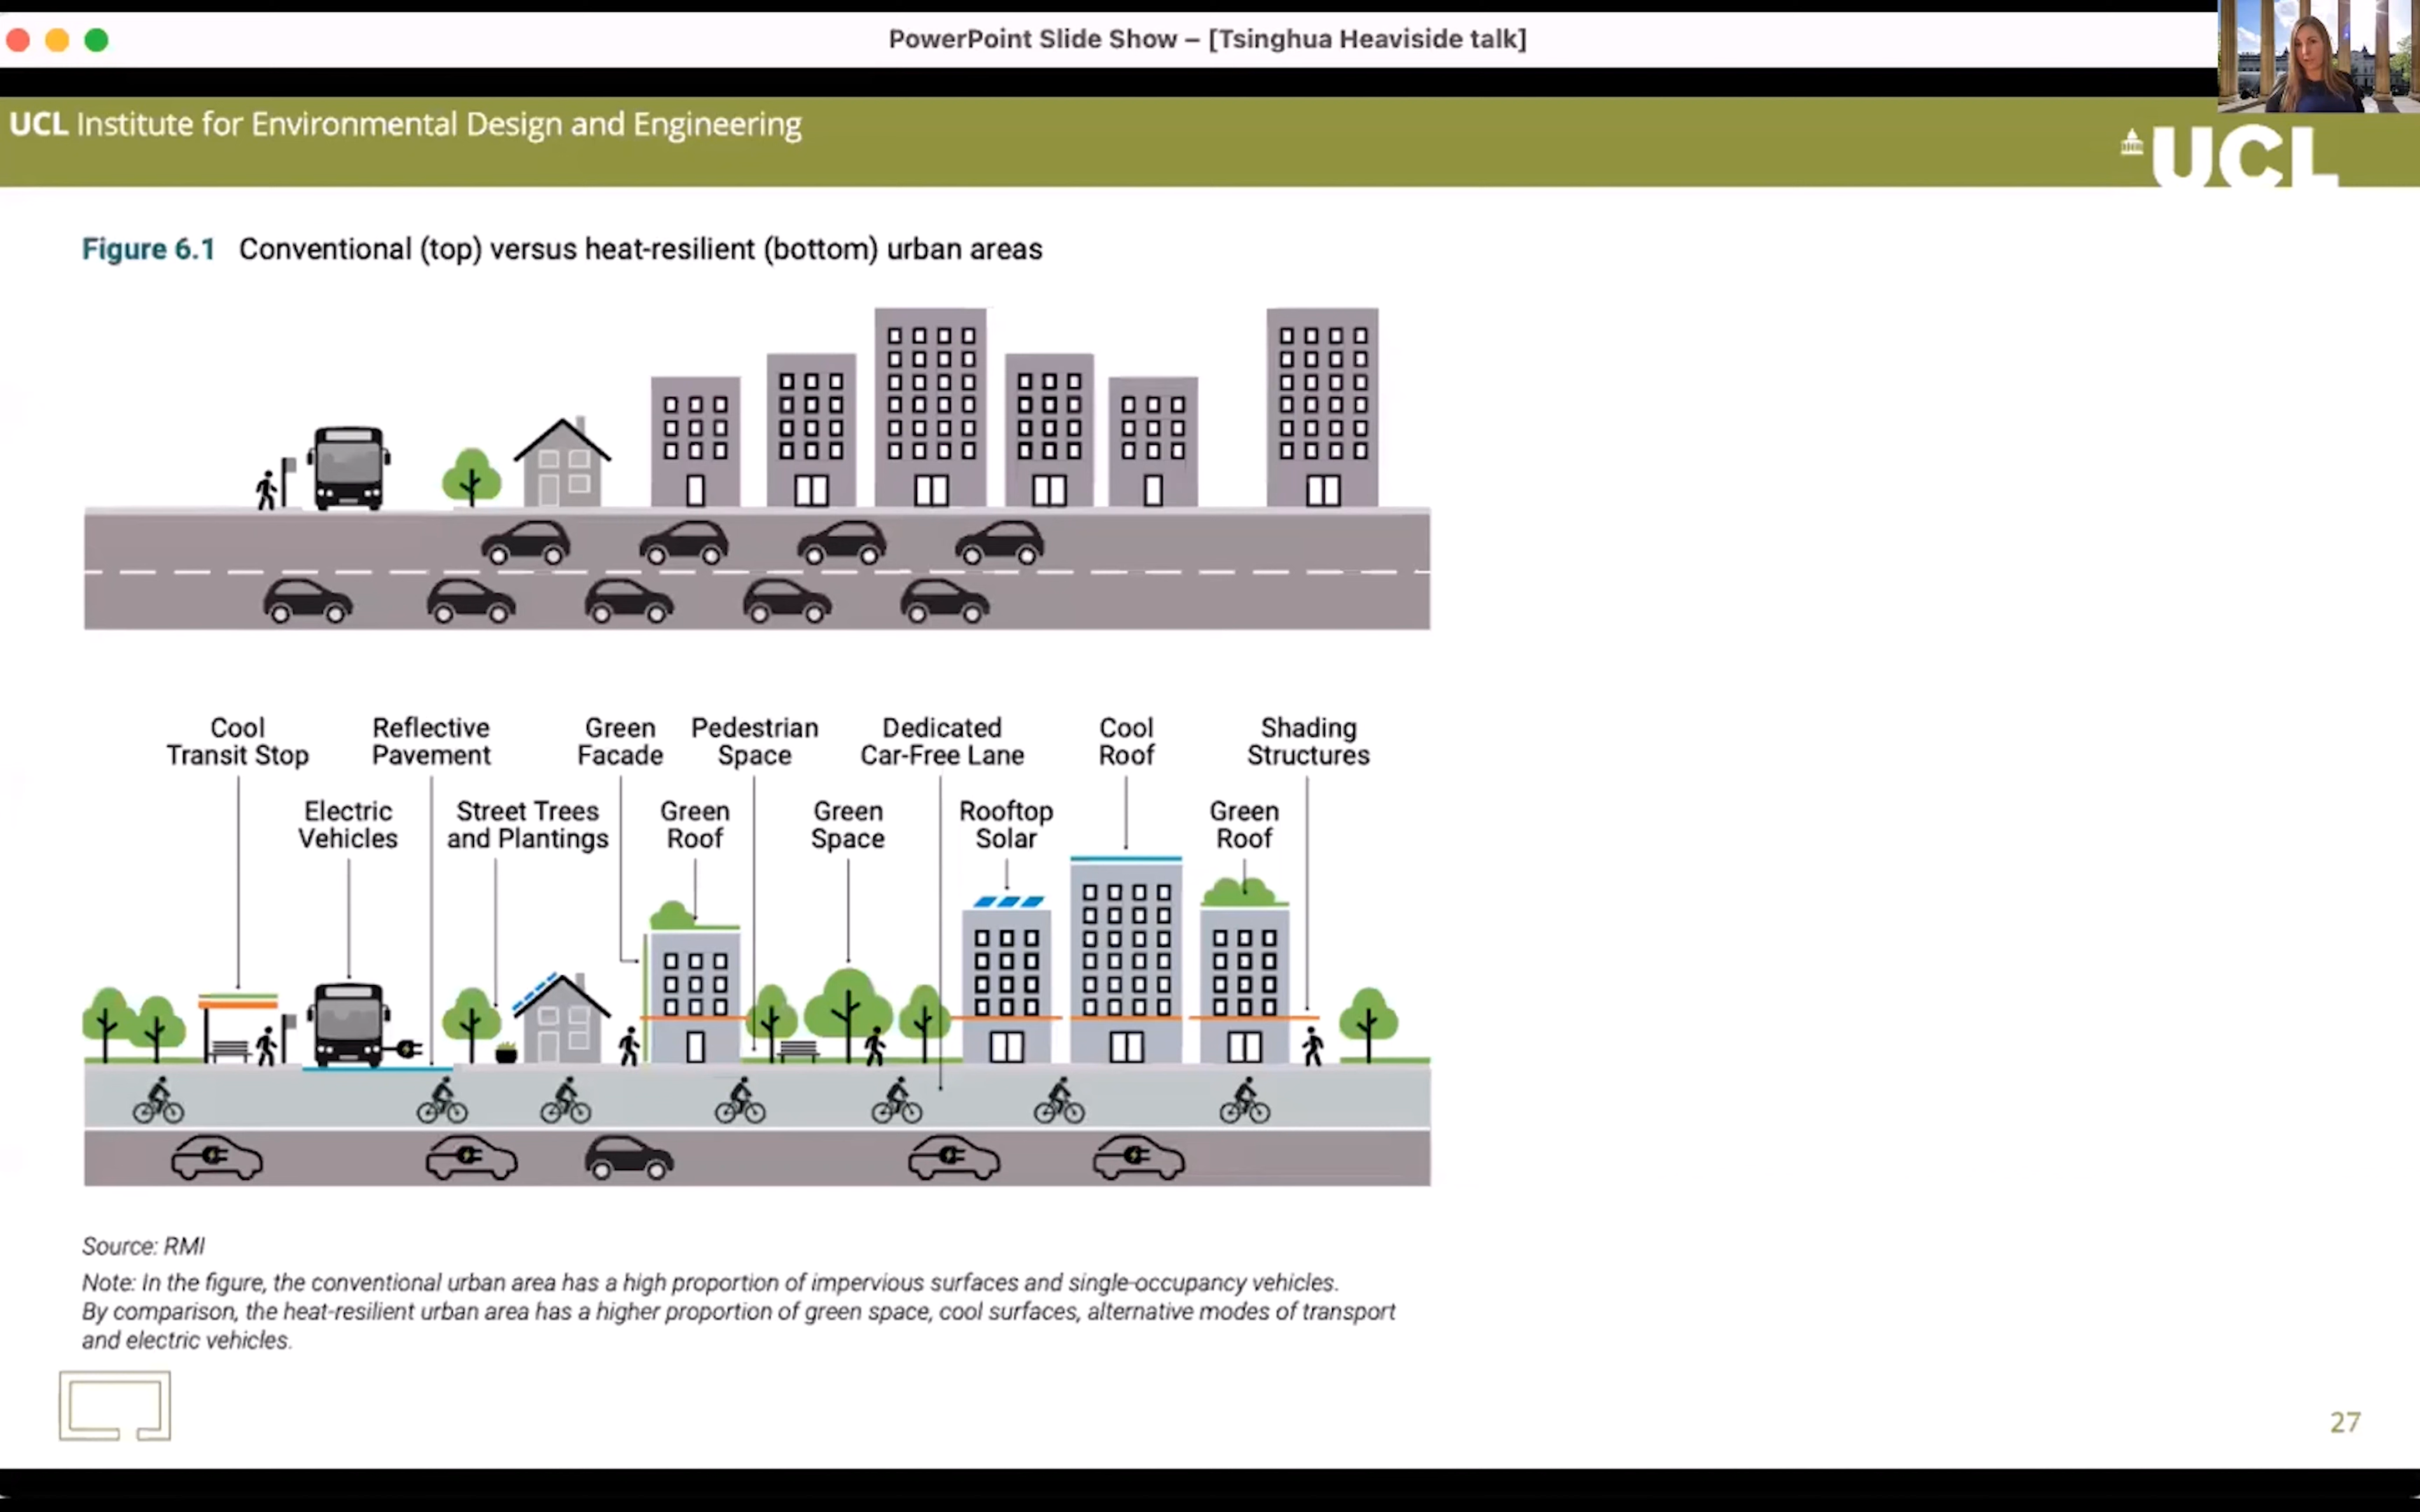 PowerPoint Slide Show – [Tsinghua Heaviside talk]
UCL Institute for Environmental Design and Engineering
UCL
Figure 6.1 Conventional (top) versus heat-resilient (bottom) urban areas
Cool
Transit Stop
Reflective
Pavement
Green
Facade
Pedestrian
Space
Dedicated
Car-Free Lane
Cool
Roof
Shading
Structures
Electric
Vehicles
Street Trees
and Plantings
Green
Roof
Green
Space
Rooftop
Solar
Green
Roof
Source: RMI
Note: In the figure, the conventional urban area has a high proportion of impervious surfaces and single-occupancy vehicles.
By comparison, the heat-resilient urban area has a higher proportion of green space, cool surfaces, alternative modes of transport
and electric vehicles.
27